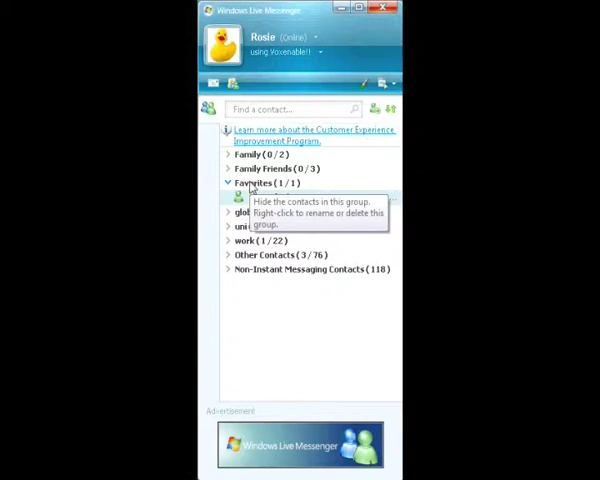 Windows Live Messenger
Rosie (Online)
using Voxenable!!
Find a contact...
Learn more about the Customer Experience
Improvement Program.
Family ( 0 / 2 )
Family Friends ( 0 / 3 )
Favorites ( 1 / 1 )
Hide the contacts in this group.
Right-click to rename or delete this
group.
work ( 1 / 22 )
Other Contacts ( 3 / 76 )
Non-Instant Messaging Contacts ( 118 )
Advertisement
Windows Live Messenger